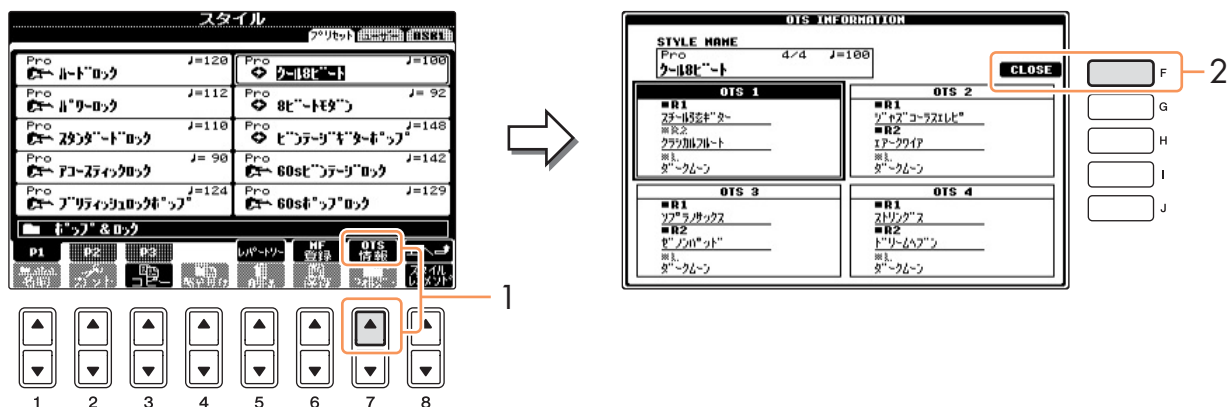 スタイル
プリセット ユーザー USB1
Pro ♩=120
ハードロック
Pro ♩=100
クール8ビート
Pro ♩=112
パワーロック
Pro ♩= 92
8ビートモダン
Pro ♩=110
スタンダードロック
Pro ♩=148
ビンテージギターポップ
Pro ♩= 90
アコースティックロック
Pro ♩=142
60sビンテージロック
Pro ♩=124
ブリティッシュロックポップ
Pro ♩=129
60sポップロック
ポップ & ロック
P1 P2 P3 レパートリー MF登録 OTS情報
コピー
1
1 2 3 4 5 6 7 8
OTS INFORMATION
STYLE NAME
Pro 4/4 ♩=100
クール8ビート
CLOSE
F
2
G
H
I
J
OTS 1
R1
スチール弦ギター
R2
クラシカルフルート
L
ダークムーン
OTS 2
R1
ジャズコーラスエレピ
R2
エアークワイア
L
ダークムーン
OTS 3
R1
ソプラノサックス
R2
ゼノンパッド
L
ダークムーン
OTS 4
R1
ストリングス
R2
ドリームヘブン
L
ダークムーン